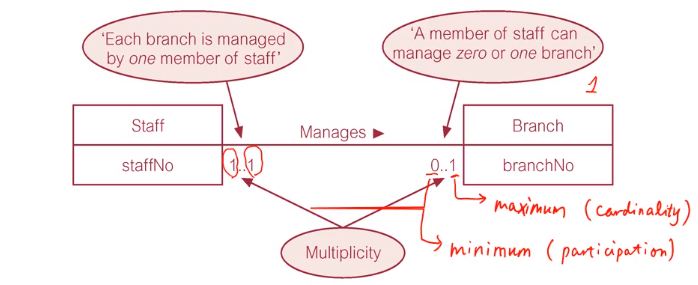 ‘Each branch is managed
by one member of staff’
‘A member of staff can
manage zero or one branch’
1
Staff
Manages ►
Branch
staffNo
1..1
0..1
branchNo
maximum (cardinality)
minimum (participation)
Multiplicity